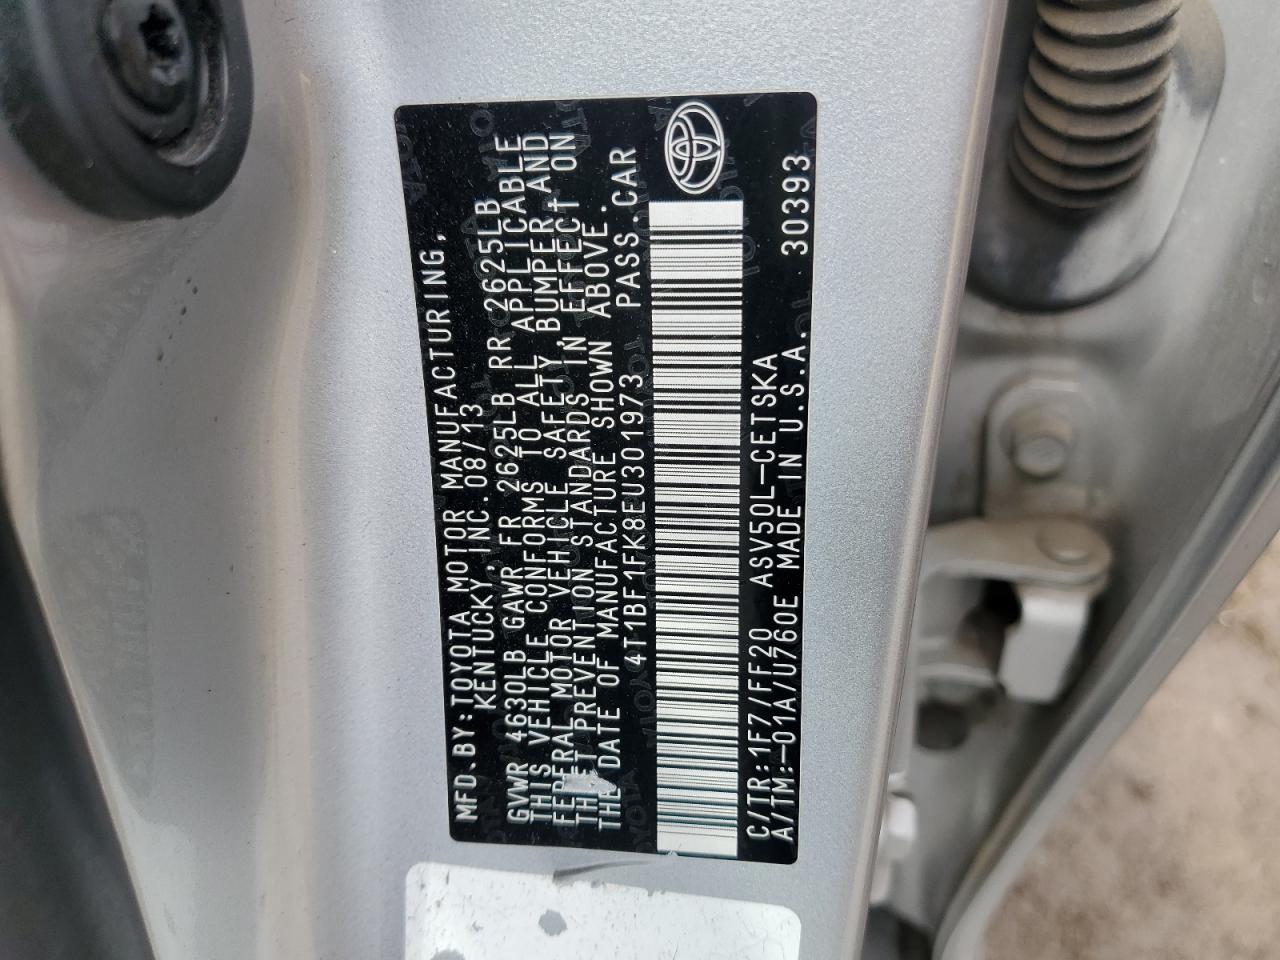 MFD.BY:TOYOTA MOTOR MANUFACTURING,
KENTUCKY INC.08/13
GVWR 4630LB GAWR FR 2625LB RR 2625LB
THIS VEHICLE CONFORMS TO ALL APPLICABLE
FEDERAL MOTOR VEHICLE SAFETY,BUMPER,AND
THEFT PREVENTION STANDARDS IN EFFECT ON
THE DATE OF MANUFACTURE SHOWN ABOVE.
4T1BF1FK8EU301973 PASS.CAR
C/TR:1F7/FF20 ASV50L-CETSKA
A/TM:-01A/U760E MADE IN U.S.A. 30393